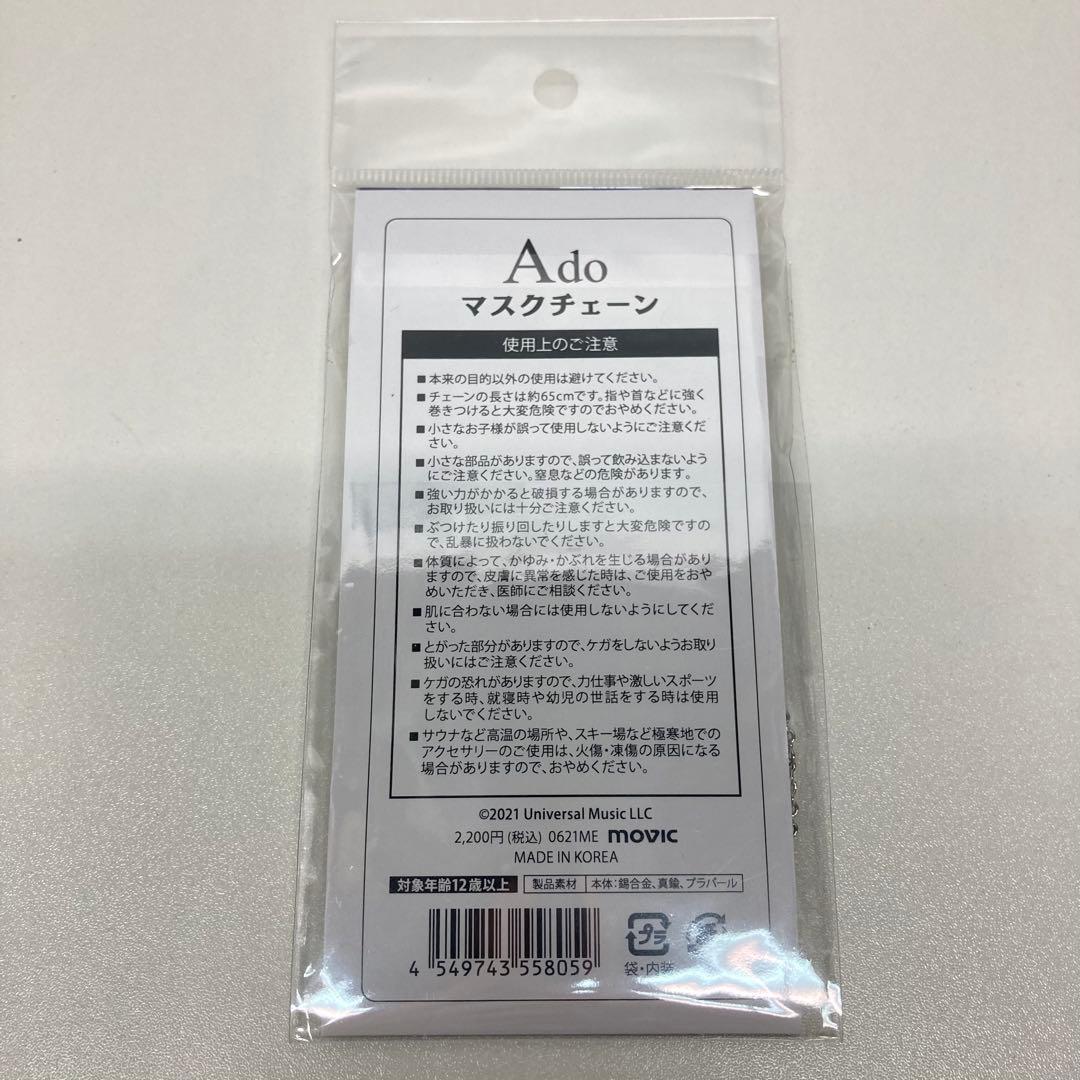 Ado
マスクチェーン
使用上のご注意
■本来の目的以外の使用は避けてください。
■チェーンの長さは約65cmです。指や首などに強く
巻きつけると大変危険ですのでおやめください。
■小さなお子様が誤って使用しないようにご注意くだ
さい。
■小さな部品がありますので、誤って飲み込まないよう
にご注意ください。窒息などの危険があります。
■強い力がかかると破損する場合がありますので、
お取り扱いには十分ご注意ください。
■ぶつけたり振り回したりしますと大変危険ですの
で、乱暴に扱わないでください。
■体質によって、かゆみ・かぶれを生じる場合があり
ますので、皮膚に異常を感じた時は、ご使用をおや
めいただき、医師にご相談ください。
■肌に合わない場合には使用しないようにしてくだ
さい。
■とがった部分がありますので、ケガをしないようお取り
扱いにはご注意ください。
■ケガの恐れがありますので、力仕事や激しいスポーツ
をする時、就寝時や幼児の世話をする時は使用
しないでください。
■サウナなど高温の場所や、スキー場など極寒地での
アクセサリーのご使用は、火傷・凍傷の原因になる
場合がありますので、おやめください。
©2021 Universal Music LLC
2,200円(税込) 0621ME movic
MADE IN KOREA
対象年齢12歳以上 製品素材 本体:錫合金、真鍮、プラパール
4 549743 558059
プラ
袋・内装